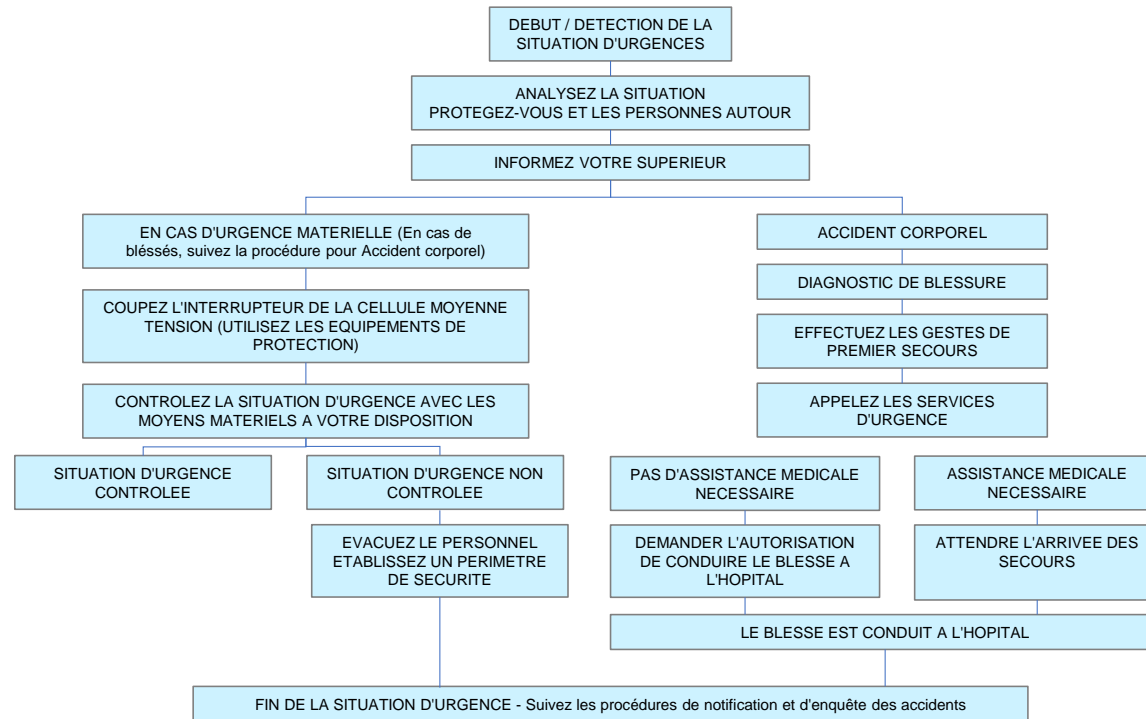 DEBUT / DETECTION DE LA
SITUATION D'URGENCES
ANALYSEZ LA SITUATION
PROTEGEZ-VOUS ET LES PERSONNES AUTOUR
INFORMEZ VOTRE SUPERIEUR
EN CAS D'URGENCE MATERIELLE (En cas de
bléssés, suivez la procédure pour Accident corporel)
COUPEZ L'INTERRUPTEUR DE LA CELLULE MOYENNE
TENSION (UTILISEZ LES EQUIPEMENTS DE
PROTECTION)
CONTROLEZ LA SITUATION D'URGENCE AVEC LES
MOYENS MATERIELS A VOTRE DISPOSITION
SITUATION D'URGENCE
CONTROLEE
SITUATION D'URGENCE NON
CONTROLEE
EVACUEZ LE PERSONNEL
ETABLISSEZ UN PERIMETRE
DE SECURITE
ACCIDENT CORPOREL
DIAGNOSTIC DE BLESSURE
EFFECTUEZ LES GESTES DE
PREMIER SECOURS
APPELEZ LES SERVICES
D'URGENCE
PAS D'ASSISTANCE MEDICALE
NECESSAIRE
DEMANDER L'AUTORISATION
DE CONDUIRE LE BLESSE A
L'HOPITAL
ASSISTANCE MEDICALE
NECESSAIRE
ATTENDRE L'ARRIVEE DES
SECOURS
LE BLESSE EST CONDUIT A L'HOPITAL
FIN DE LA SITUATION D'URGENCE - Suivez les procédures de notification et d'enquête des accidents